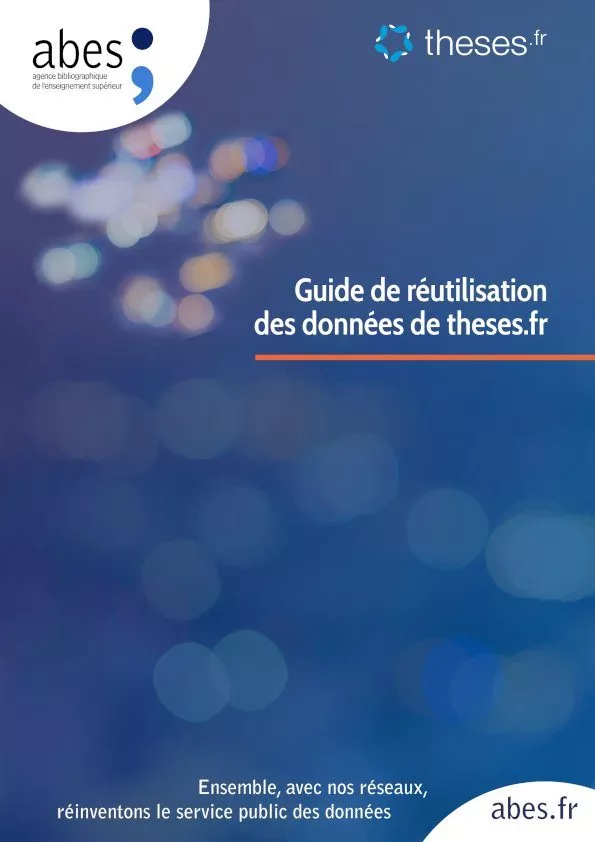 abes
agence bibliographique
de l'enseignement supérieur
theses.fr
Guide de réutilisation
des données de theses.fr
Ensemble, avec nos réseaux,
réinventons le service public des données
abes.fr